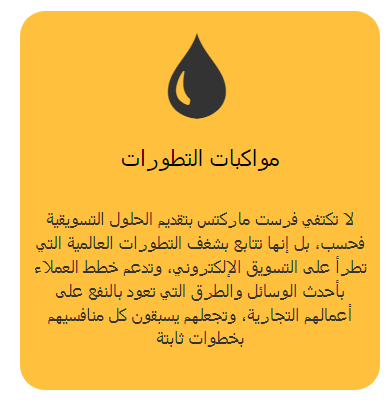 مواكبات التطورات
لا تكتفي فرست ماركتس بتقديم الحلول التسويقية
فحسب، بل إنها تتابع بشغف التطورات العالمية التي
تطرأ على التسويق الإلكتروني، وتدعم خطط العملاء
بأحدث الوسائل والطرق التي تعود بالنفع على
أعمالهم التجارية، وتجعلهم يسبقون كل منافسيهم
بخطوات ثابتة